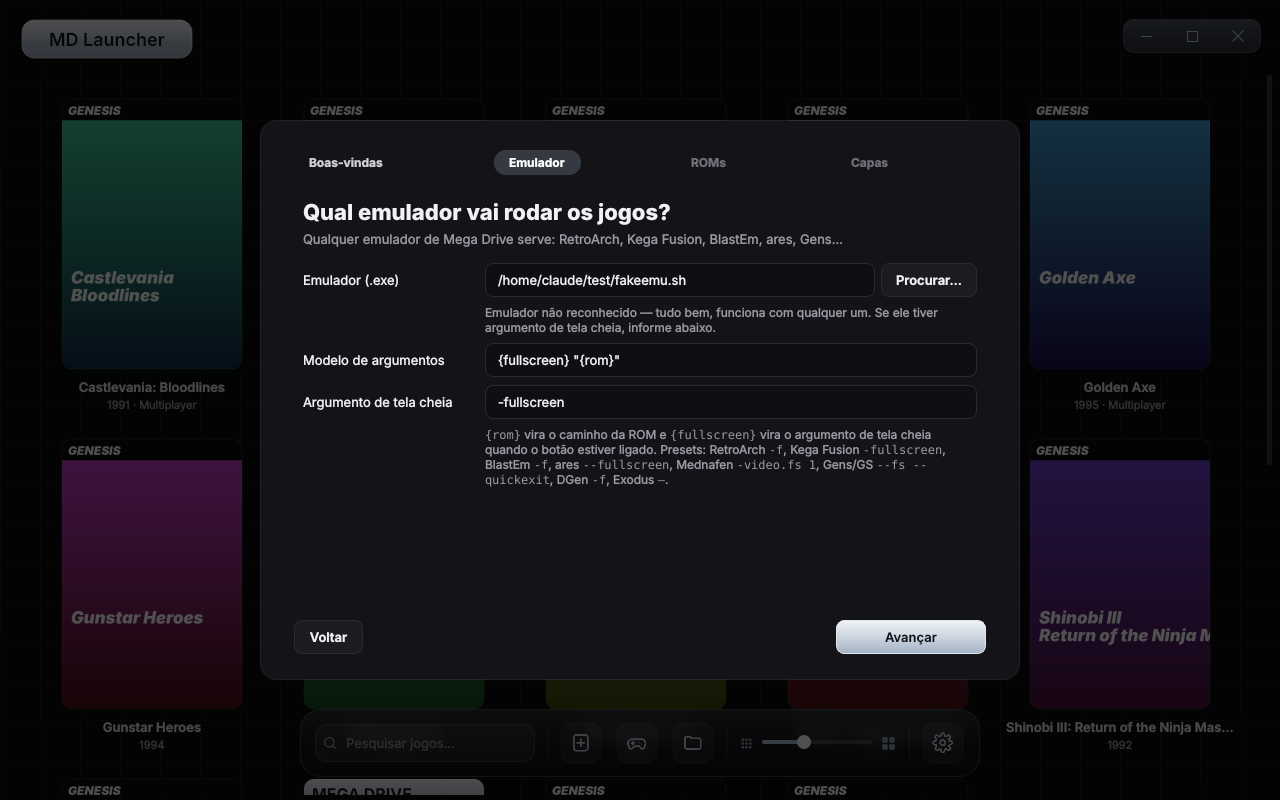 MD Launcher
GENESIS
GENESIS
GENESIS
GENESIS
GENESIS
Boas-vindas
Emulador
ROMs
Capas
Qual emulador vai rodar os jogos?
Qualquer emulador de Mega Drive serve: RetroArch, Kega Fusion, BlastEm, ares, Gens...
Emulador (.exe)
/home/claude/test/fakeemu.sh
Procurar...
Emulador não reconhecido — tudo bem, funciona com qualquer um. Se ele tiver
argumento de tela cheia, informe abaixo.
Modelo de argumentos
{fullscreen} "{rom}"
Argumento de tela cheia
-fullscreen
{rom} vira o caminho da ROM e {fullscreen} vira o argumento de tela cheia
quando o botão estiver ligado. Presets: RetroArch -f, Kega Fusion -fullscreen,
BlastEm -f, ares --fullscreen, Mednafen -video.fs 1, Gens/GS --fs --
quickexit, DGen -f, Exodus —.
Voltar
Avançar
Castlevania
Bloodlines
Castlevania: Bloodlines
1991 · Multiplayer
Golden Axe
Golden Axe
1995 · Multiplayer
GENESIS
Gunstar Heroes
Gunstar Heroes
1994
GENESIS
Shinobi III
Return of the Ninja M
Shinobi III: Return of the Ninja Mas...
1992
Pesquisar jogos...
GENESIS
MEGA DRIVE
GENESIS
GENESIS
GENESIS